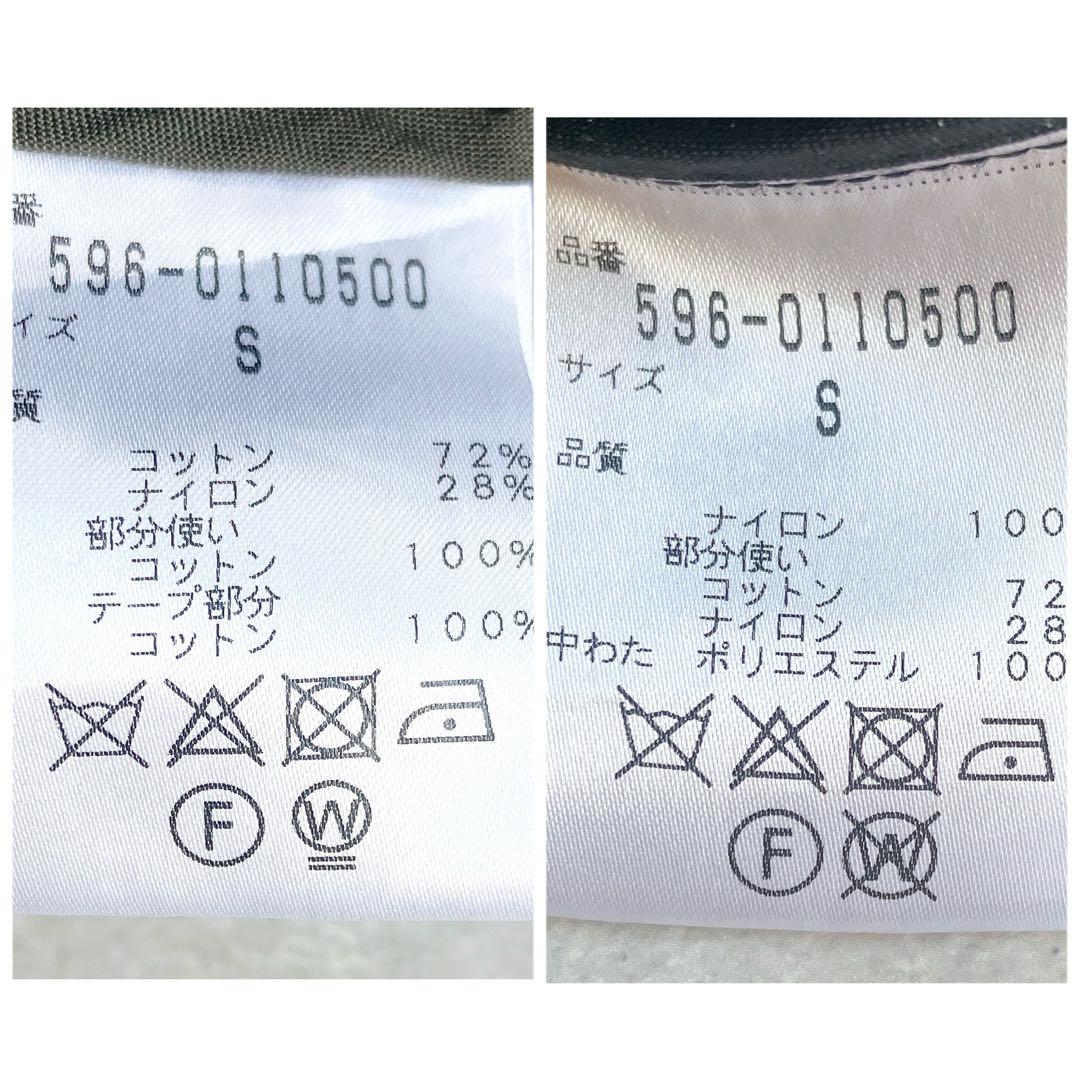 番
596-0110500
イズ
S
質
コットン 72%
ナイロン 28%
部分使い
コットン 100%
テープ部分
コットン 100%
F W
品番
596-0110500
サイズ
S
品質
ナイロン 100
部分使い
コットン 72
ナイロン 28
中わた ポリエステル 100
F W